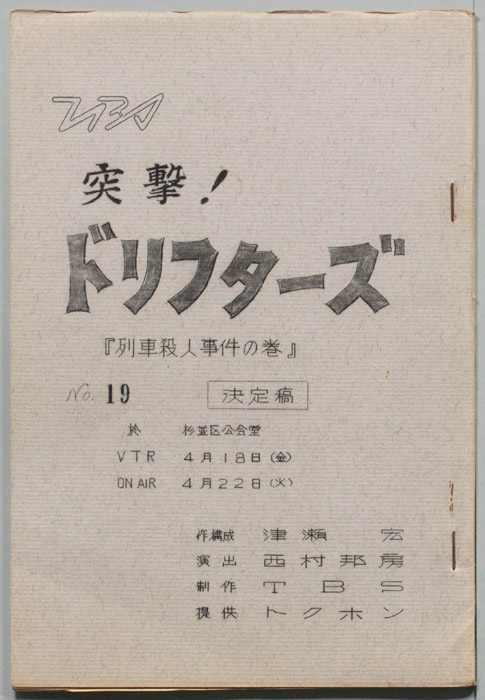 TBS
突撃!
ドリフターズ
『列車殺人事件の巻』
No. 19 決定稿
於 杉並区公会堂
VTR 4月18日(金)
ON AIR 4月22日(火)
作構成 津瀬 宏
演出 西村邦房
制作 TBS
提供 トクホン